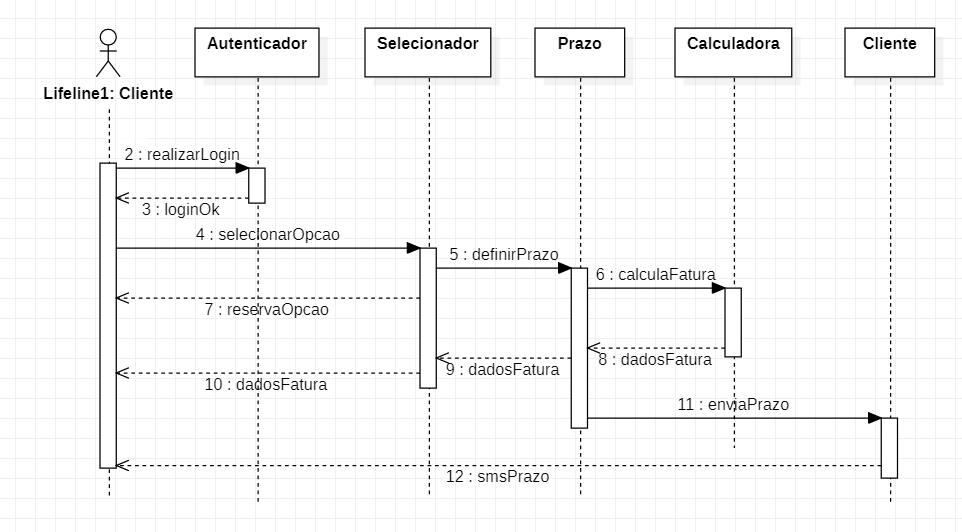 Autenticador
Selecionador
Prazo
Calculadora
Cliente
Lifeline1: Cliente
2 : realizarLogin
3 : loginOk
4 : selecionarOpcao
5 : definirPrazo
6 : calculaFatura
7 : reservaOpcao
8 : dadosFatura
9 : dadosFatura
10 : dadosFatura
11 : enviaPrazo
12 : smsPrazo